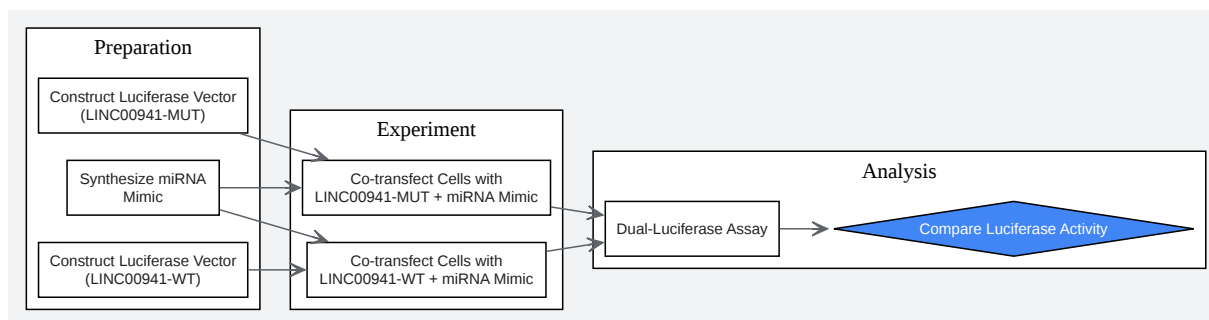 Preparation
Construct Luciferase Vector
(LINC00941-MUT)
Synthesize miRNA
Mimic
Construct Luciferase Vector
(LINC00941-WT)
Experiment
Co-transfect Cells with
LINC00941-MUT + miRNA Mimic
Co-transfect Cells with
LINC00941-WT + miRNA Mimic
Analysis
Dual-Luciferase Assay
Compare Luciferase Activity